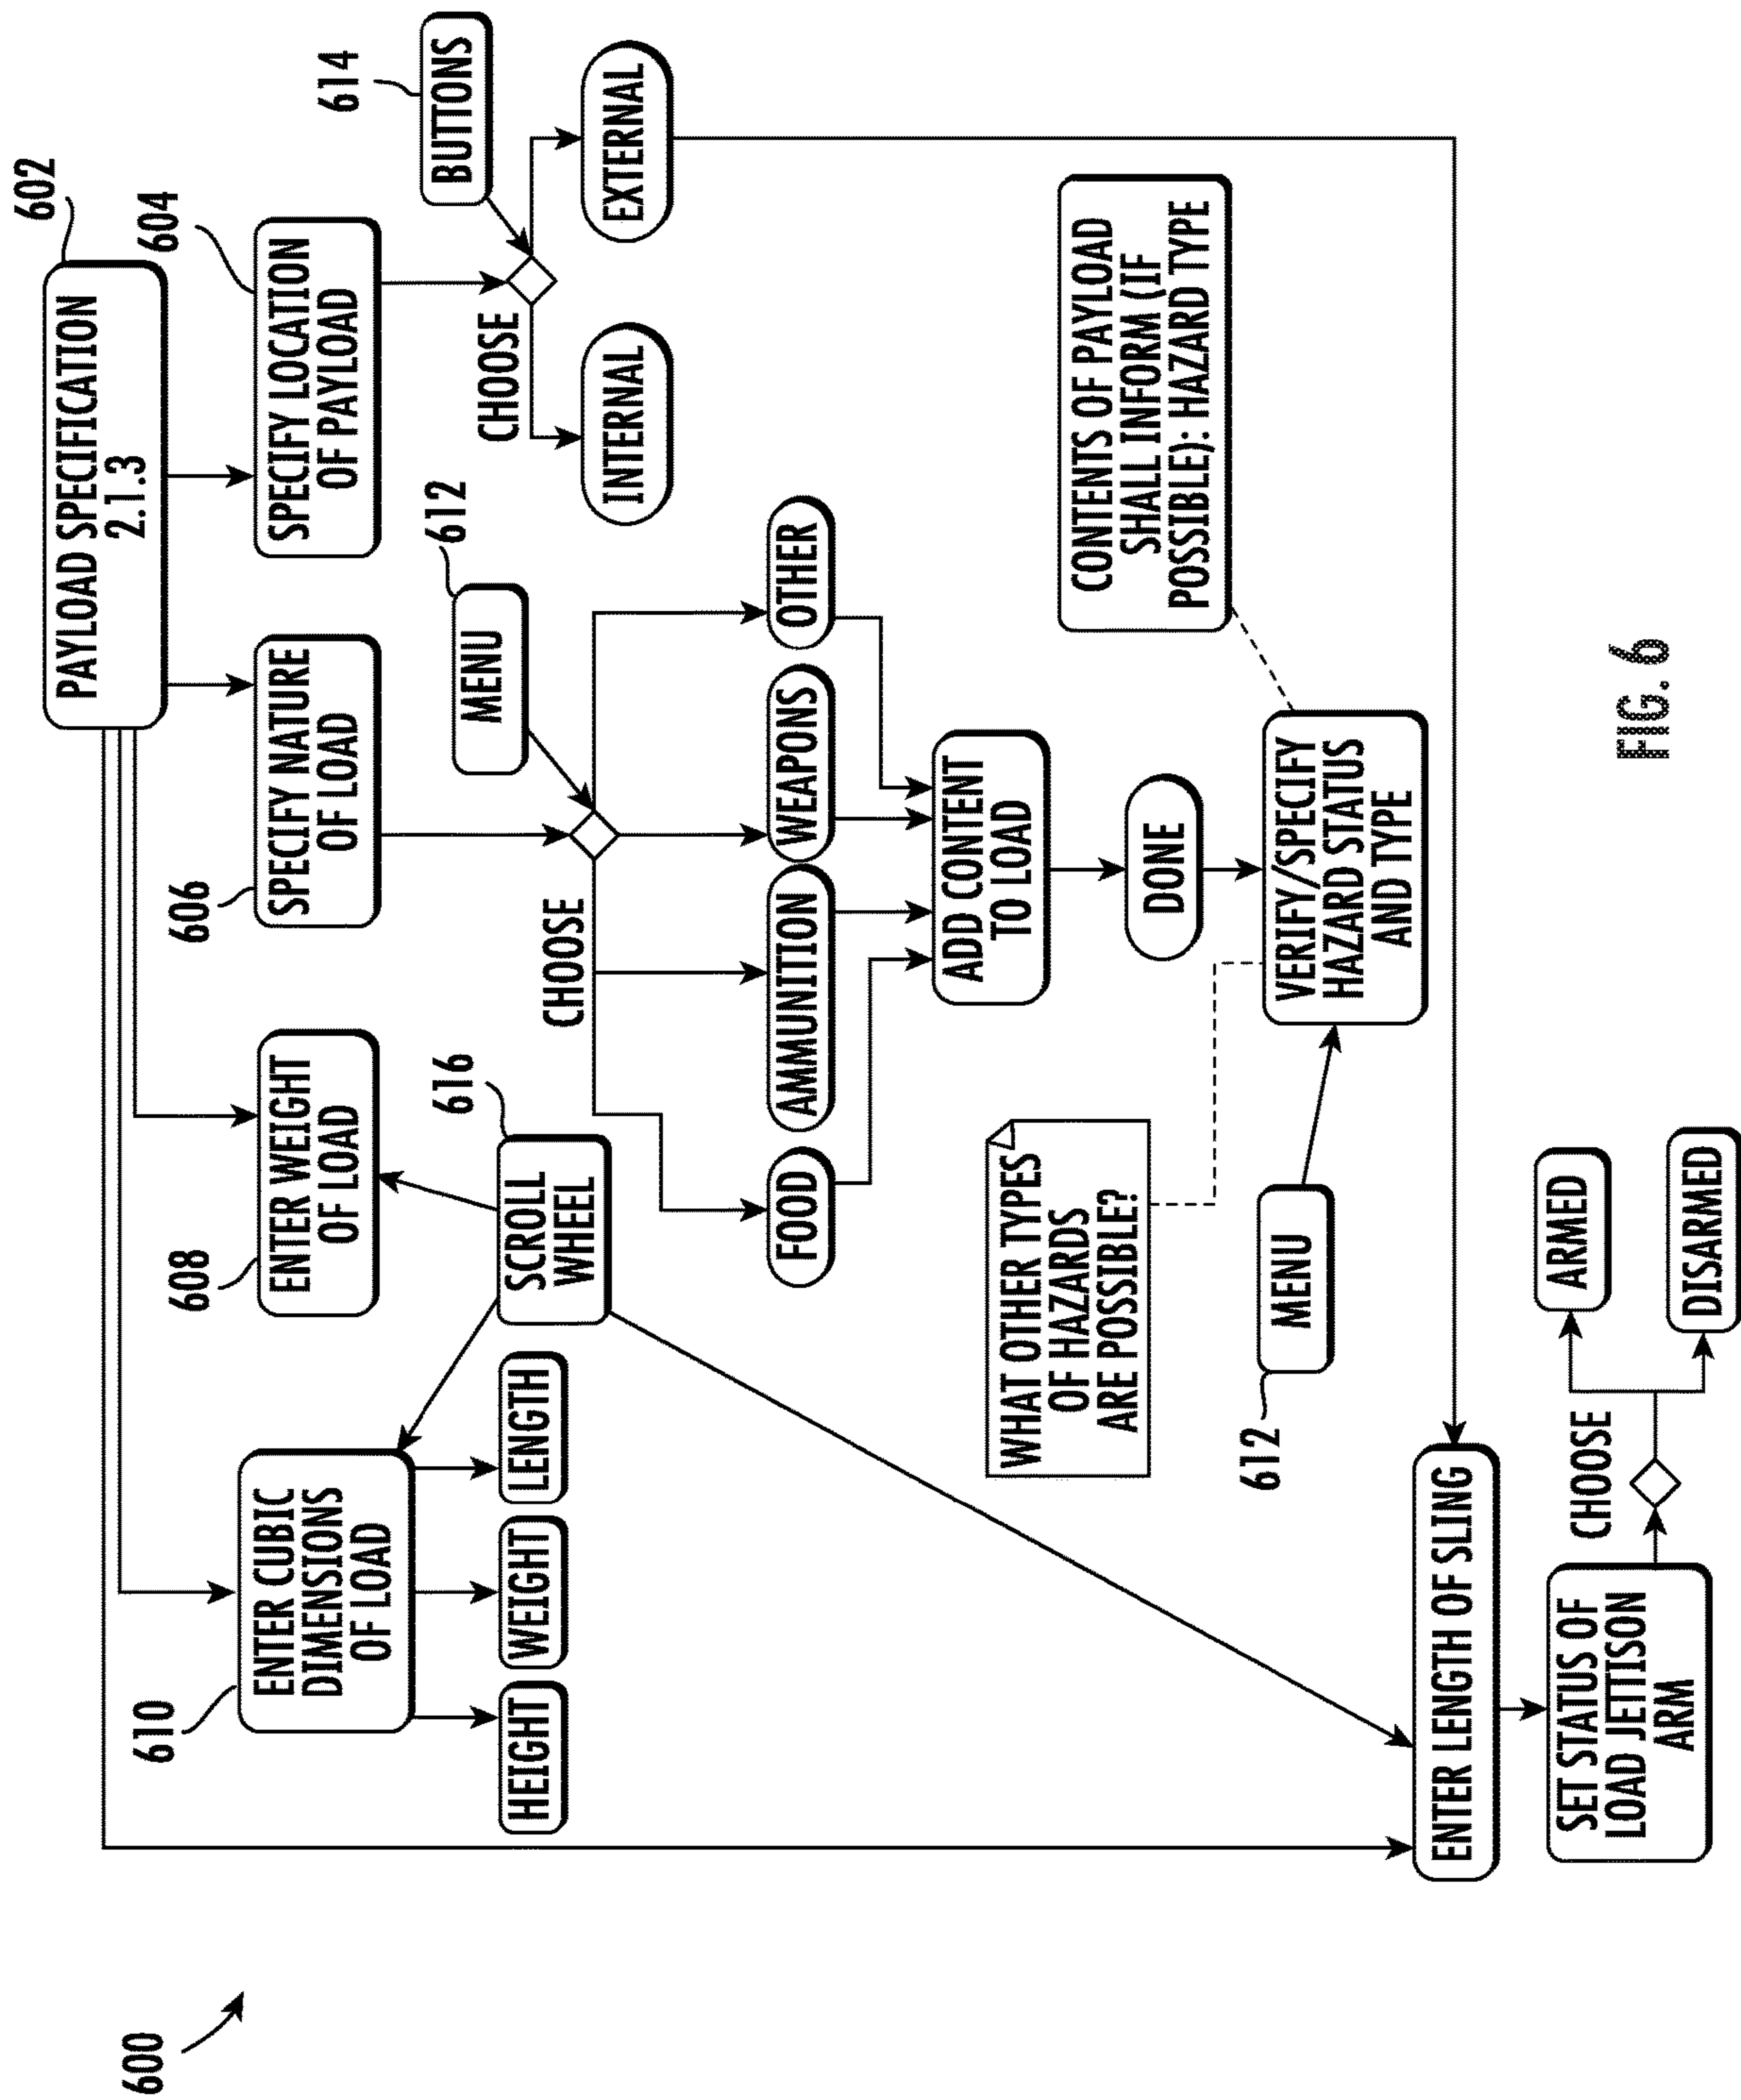 600
PAYLOAD SPECIFICATION
2.1.3
602
610
ENTER CUBIC
DIMENSIONS
OF LOAD
608
ENTER WEIGHT
OF LOAD
606
SPECIFY NATURE
OF LOAD
604
SPECIFY LOCATION
OF PAYLOAD
HEIGHT
WEIGHT
LENGTH
616
SCROLL
WHEEL
612
MENU
CHOOSE
614
BUTTONS
CHOOSE
INTERNAL
EXTERNAL
FOOD
AMMUNITION
WEAPONS
OTHER
ADD CONTENT
TO LOAD
DONE
WHAT OTHER TYPES
OF HAZARDS
ARE POSSIBLE?
CONTENTS OF PAYLOAD
SHALL INFORM (IF
POSSIBLE): HAZARD TYPE
612
MENU
VERIFY/SPECIFY
HAZARD STATUS
AND TYPE
ENTER LENGTH OF SLING
SET STATUS OF
LOAD JETTISON
ARM
CHOOSE
ARMED
DISARMED
FIG. 6